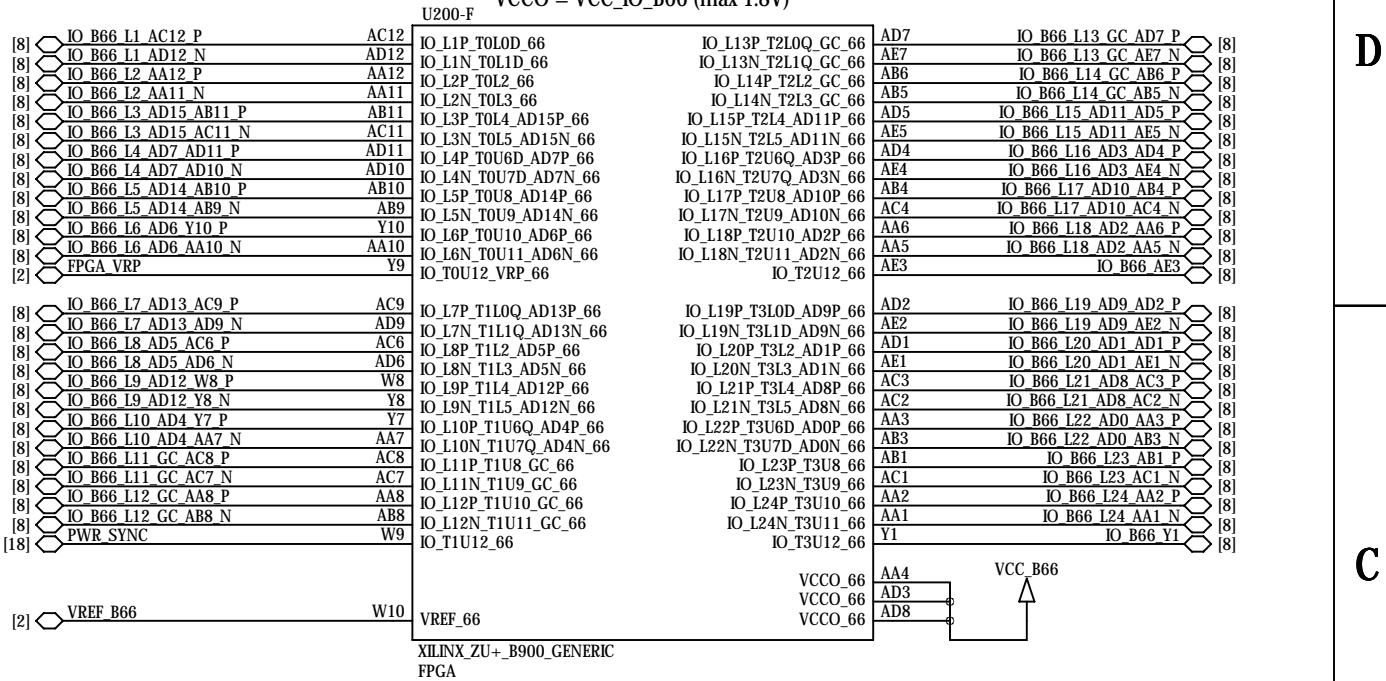 VCCO = VCC_IO_B66 (max 1.8V)
U200-F
[8] IO_B66_L1_AC12_P AC12 IO_L1P_T0L0D_66 IO_L13P_T2L0Q_GC_66 AD7 IO_B66_L13_GC_AD7_P [8]
[8] IO_B66_L1_AD12_N AD12 IO_L1N_T0L1D_66 IO_L13N_T2L1Q_GC_66 AE7 IO_B66_L13_GC_AE7_N [8]
[8] IO_B66_L2_AA12_P AA12 IO_L2P_T0L2_66 IO_L14P_T2L2_GC_66 AB6 IO_B66_L14_GC_AB6_P [8]
[8] IO_B66_L2_AA11_N AA11 IO_L2N_T0L3_66 IO_L14N_T2L3_GC_66 AB5 IO_B66_L14_GC_AB5_N [8]
[8] IO_B66_L3_AD15_AB11_P AB11 IO_L3P_T0L4_AD15P_66 IO_L15P_T2L4_AD11P_66 AD5 IO_B66_L15_AD11_AD5_P [8]
[8] IO_B66_L3_AD15_AC11_N AC11 IO_L3N_T0L5_AD15N_66 IO_L15N_T2L5_AD11N_66 AE5 IO_B66_L15_AD11_AE5_N [8]
[8] IO_B66_L4_AD7_AD11_P AD11 IO_L4P_T0U6D_AD7P_66 IO_L16P_T2U6Q_AD3P_66 AD4 IO_B66_L16_AD3_AD4_P [8]
[8] IO_B66_L4_AD7_AD10_N AD10 IO_L4N_T0U7D_AD7N_66 IO_L16N_T2U7Q_AD3N_66 AE4 IO_B66_L16_AD3_AE4_N [8]
[8] IO_B66_L5_AD14_AB10_P AB10 IO_L5P_T0U8_AD14P_66 IO_L17P_T2U8_AD10P_66 AB4 IO_B66_L17_AD10_AB4_P [8]
[8] IO_B66_L5_AD14_AB9_N AB9 IO_L5N_T0U9_AD14N_66 IO_L17N_T2U9_AD10N_66 AC4 IO_B66_L17_AD10_AC4_N [8]
[8] IO_B66_L6_AD6_Y10_P Y10 IO_L6P_T0U10_AD6P_66 IO_L18P_T2U10_AD2P_66 AA6 IO_B66_L18_AD2_AA6_P [8]
[8] IO_B66_L6_AD6_AA10_N AA10 IO_L6N_T0U11_AD6N_66 IO_L18N_T2U11_AD2N_66 AA5 IO_B66_L18_AD2_AA5_N [8]
[2] FPGA_VRP Y9 IO_T0U12_VRP_66 IO_T2U12_66 AE3 IO_B66_AE3 [8]
[8] IO_B66_L7_AD13_AC9_P AC9 IO_L7P_T1L0Q_AD13P_66 IO_L19P_T3L0D_AD9P_66 AD2 IO_B66_L19_AD9_AD2_P [8]
[8] IO_B66_L7_AD13_AD9_N AD9 IO_L7N_T1L1Q_AD13N_66 IO_L19N_T3L1D_AD9N_66 AE2 IO_B66_L19_AD9_AE2_N [8]
[8] IO_B66_L8_AD5_AC6_P AC6 IO_L8P_T1L2_AD5P_66 IO_L20P_T3L2_AD1P_66 AD1 IO_B66_L20_AD1_AD1_P [8]
[8] IO_B66_L8_AD5_AD6_N AD6 IO_L8N_T1L3_AD5N_66 IO_L20N_T3L3_AD1N_66 AE1 IO_B66_L20_AD1_AE1_N [8]
[8] IO_B66_L9_AD12_W8_P W8 IO_L9P_T1L4_AD12P_66 IO_L21P_T3L4_AD8P_66 AC3 IO_B66_L21_AD8_AC3_P [8]
[8] IO_B66_L9_AD12_Y8_N Y8 IO_L9N_T1L5_AD12N_66 IO_L21N_T3L5_AD8N_66 AC2 IO_B66_L21_AD8_AC2_N [8]
[8] IO_B66_L10_AD4_Y7_P Y7 IO_L10P_T1U6Q_AD4P_66 IO_L22P_T3U6D_AD0P_66 AA3 IO_B66_L22_AD0_AA3_P [8]
[8] IO_B66_L10_AD4_AA7_N AA7 IO_L10N_T1U7Q_AD4N_66 IO_L22N_T3U7D_AD0N_66 AB3 IO_B66_L22_AD0_AB3_N [8]
[8] IO_B66_L11_GC_AC8_P AC8 IO_L11P_T1U8_GC_66 IO_L23P_T3U8_66 AB1 IO_B66_L23_AB1_P [8]
[8] IO_B66_L11_GC_AC7_N AC7 IO_L11N_T1U9_GC_66 IO_L23N_T3U9_66 AC1 IO_B66_L23_AC1_N [8]
[8] IO_B66_L12_GC_AA8_P AA8 IO_L12P_T1U10_GC_66 IO_L24P_T3U10_66 AA2 IO_B66_L24_AA2_P [8]
[8] IO_B66_L12_GC_AB8_N AB8 IO_L12N_T1U11_GC_66 IO_L24N_T3U11_66 AA1 IO_B66_L24_AA1_N [8]
[18] PWR_SYNC W9 IO_T1U12_66 IO_T3U12_66 Y1 IO_B66_Y1 [8]
VCCO_66 AA4 VCC_B66
VCCO_66 AD3
[2] VREF_B66 W10 VREF_66 VCCO_66 AD8
XILINX_ZU+_B900_GENERIC
FPGA
D
C